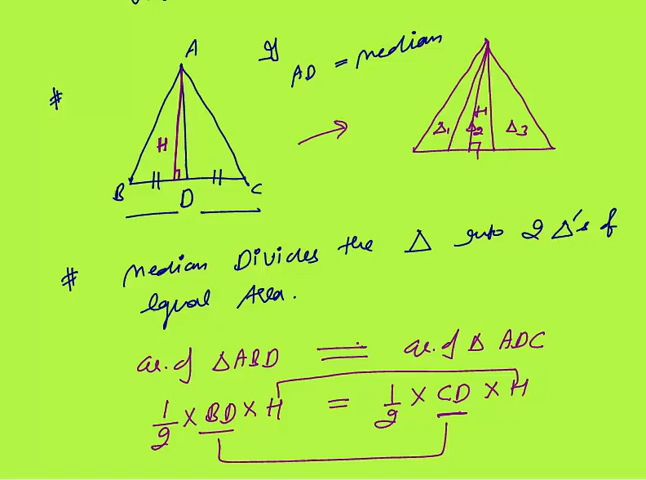 A
If
AD = median
#
H
B
D
C
H
Δ1
Δ2
Δ3
# Median Divides the Δ into 2 Δ's of
equal Area.
ar. of ΔABD = ar. of Δ ADC
1/2 × BD × H = 1/2 × CD × H